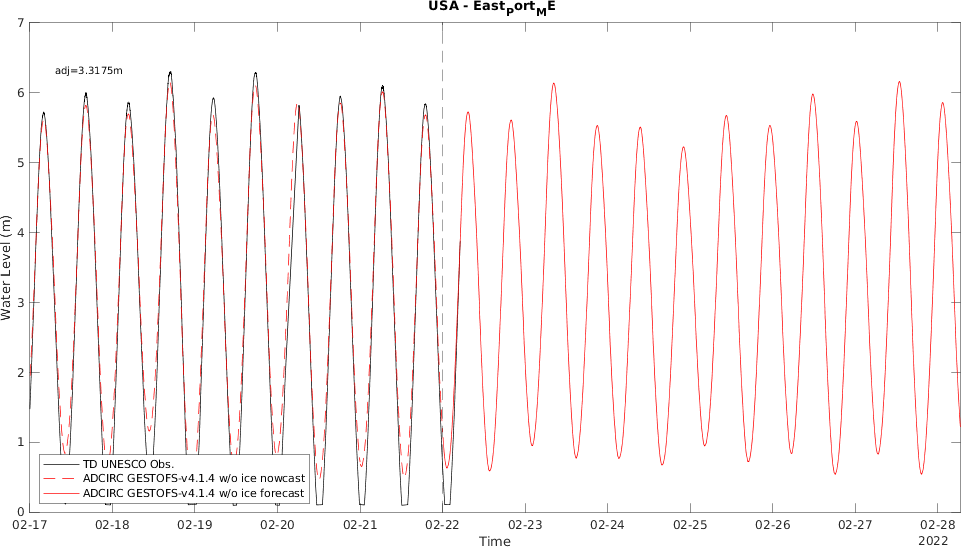 USA - EastPortME
7
adj=3.3175m
6
5
4
Water Level (m)
3
2
1
TD UNESCO Obs.
ADCIRC GESTOFS-v4.1.4 w/o ice nowcast
ADCIRC GESTOFS-v4.1.4 w/o ice forecast
0
02-17 02-18 02-19 02-20 02-21 02-22 02-23 02-24 02-25 02-26 02-27 02-28
Time 2022